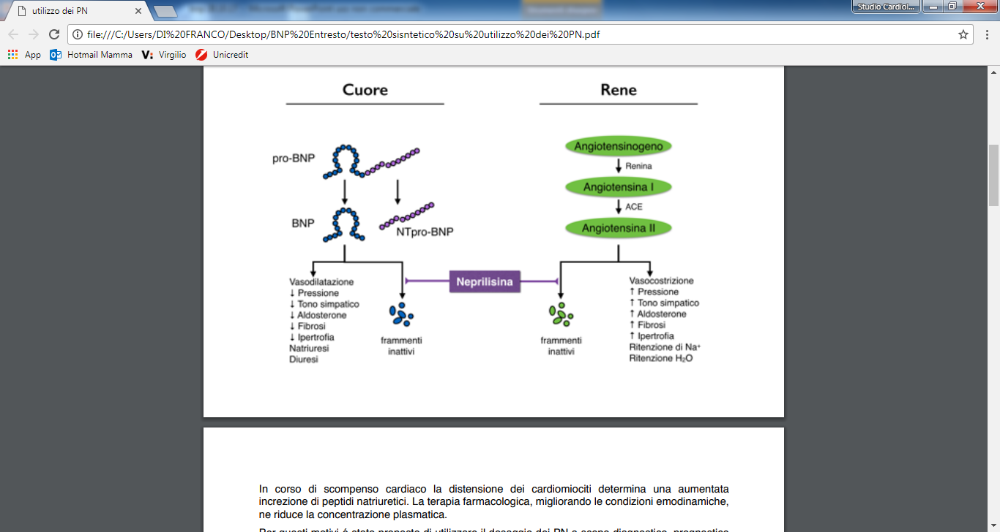 utilizzo dei PN
Studio Cardiol...
file:///C:/Users/DI%20FRANCO/Desktop/BNP%20Entresto/testo%20sisntetico%20su%20utilizzo%20dei%20PN.pdf
App Hotmail Mamma V: Virgilio Unicredit
Cuore
pro-BNP
BNP
NTpro-BNP
Vasodilatazione
↓ Pressione
↓ Tono simpatico
↓ Aldosterone
↓ Fibrosi
↓ Ipertrofia
Natriuresi
Diuresi
frammenti
inattivi
Neprilisina
Rene
Angiotensinogeno
Renina
Angiotensina I
ACE
Angiotensina II
frammenti
inattivi
Vasocostrizione
↑ Pressione
↑ Tono simpatico
↑ Aldosterone
↑ Fibrosi
↑ Ipertrofia
Ritenzione di Na⁺
Ritenzione H₂O
In corso di scompenso cardiaco la distensione dei cardiomiociti determina una aumentata
increzione di peptidi natriuretici. La terapia farmacologica, migliorando le condizioni emodinamiche,
ne riduce la concentrazione plasmatica.
Per questi motivi é stato proposto di utilizzare il dosaggio dei PN a scopo diagnostico, prognostico